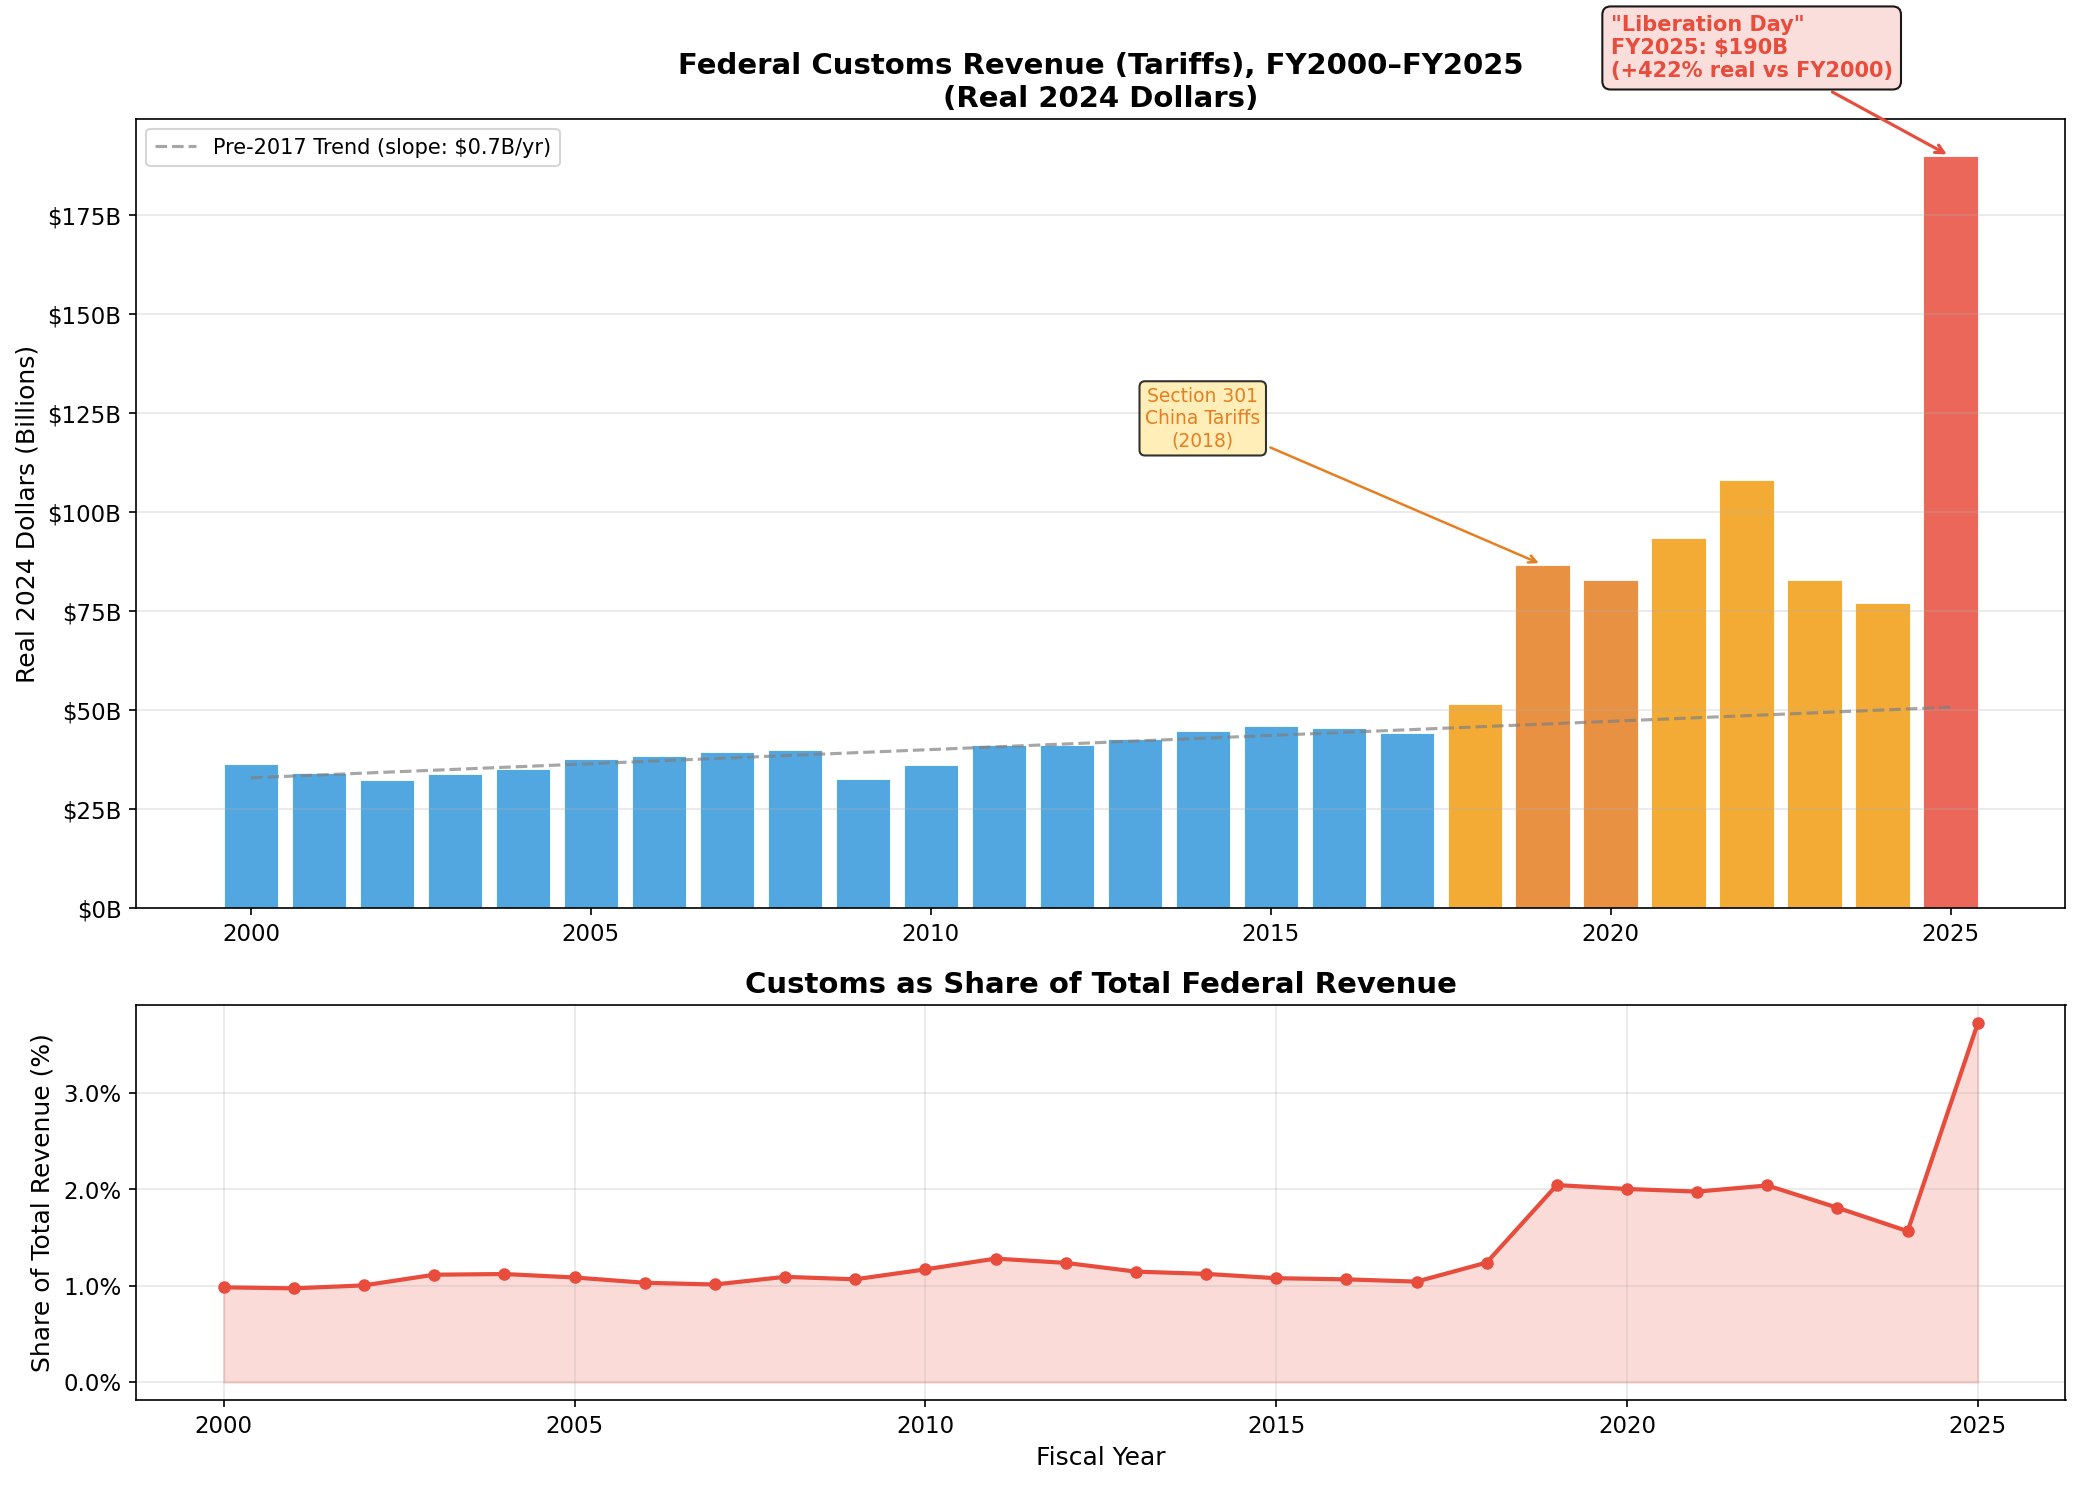 "Liberation Day"
FY2025: $190B
(+422% real vs FY2000)
Federal Customs Revenue (Tariffs), FY2000–FY2025
(Real 2024 Dollars)
Pre-2017 Trend (slope: $0.7B/yr)
Real 2024 Dollars (Billions)
$175B
$150B
$125B
$100B
$75B
$50B
$25B
$0B
Section 301
China Tariffs
(2018)
2000
2005
2010
2015
2020
2025
Customs as Share of Total Federal Revenue
Share of Total Revenue (%)
3.0%
2.0%
1.0%
0.0%
2000
2005
2010
2015
2020
2025
Fiscal Year